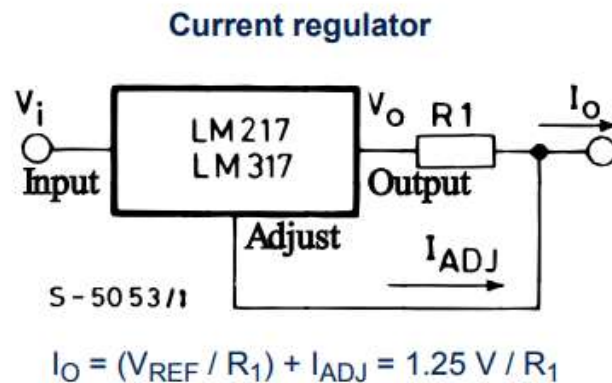 Current regulator
Vi
LM217
LM317
Vo
R1
Io
Input
Output
Adjust
IADJ
S-5053/1
IO = (VREF / R1) + IADJ = 1.25 V / R1